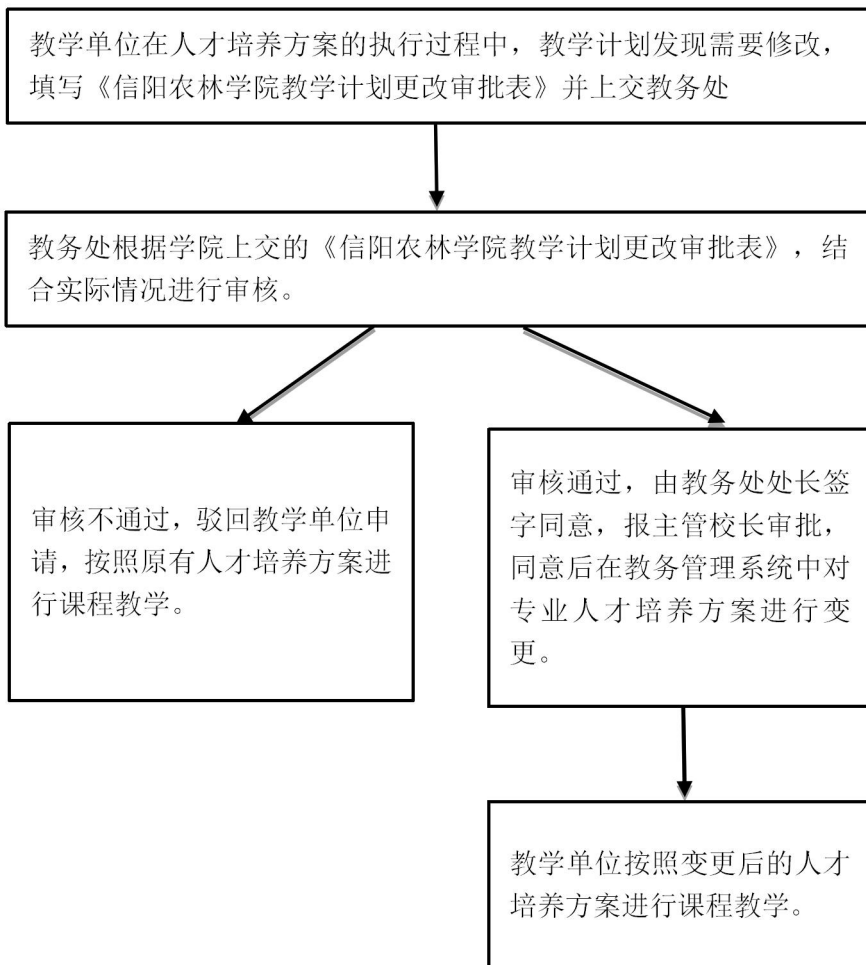 教学单位在人才培养方案的执行过程中，教学计划发现需要修改，
填写《信阳农林学院教学计划更改审批表》并上交教务处
教务处根据学院上交的《信阳农林学院教学计划更改审批表》，结
合实际情况进行审核。
审核不通过，驳回教学单位申
请，按照原有人才培养方案进
行课程教学。
审核通过，由教务处处长签
字同意，报主管校长审批，
同意后在教务管理系统中对
专业人才培养方案进行变
更。
教学单位按照变更后的人才
培养方案进行课程教学。